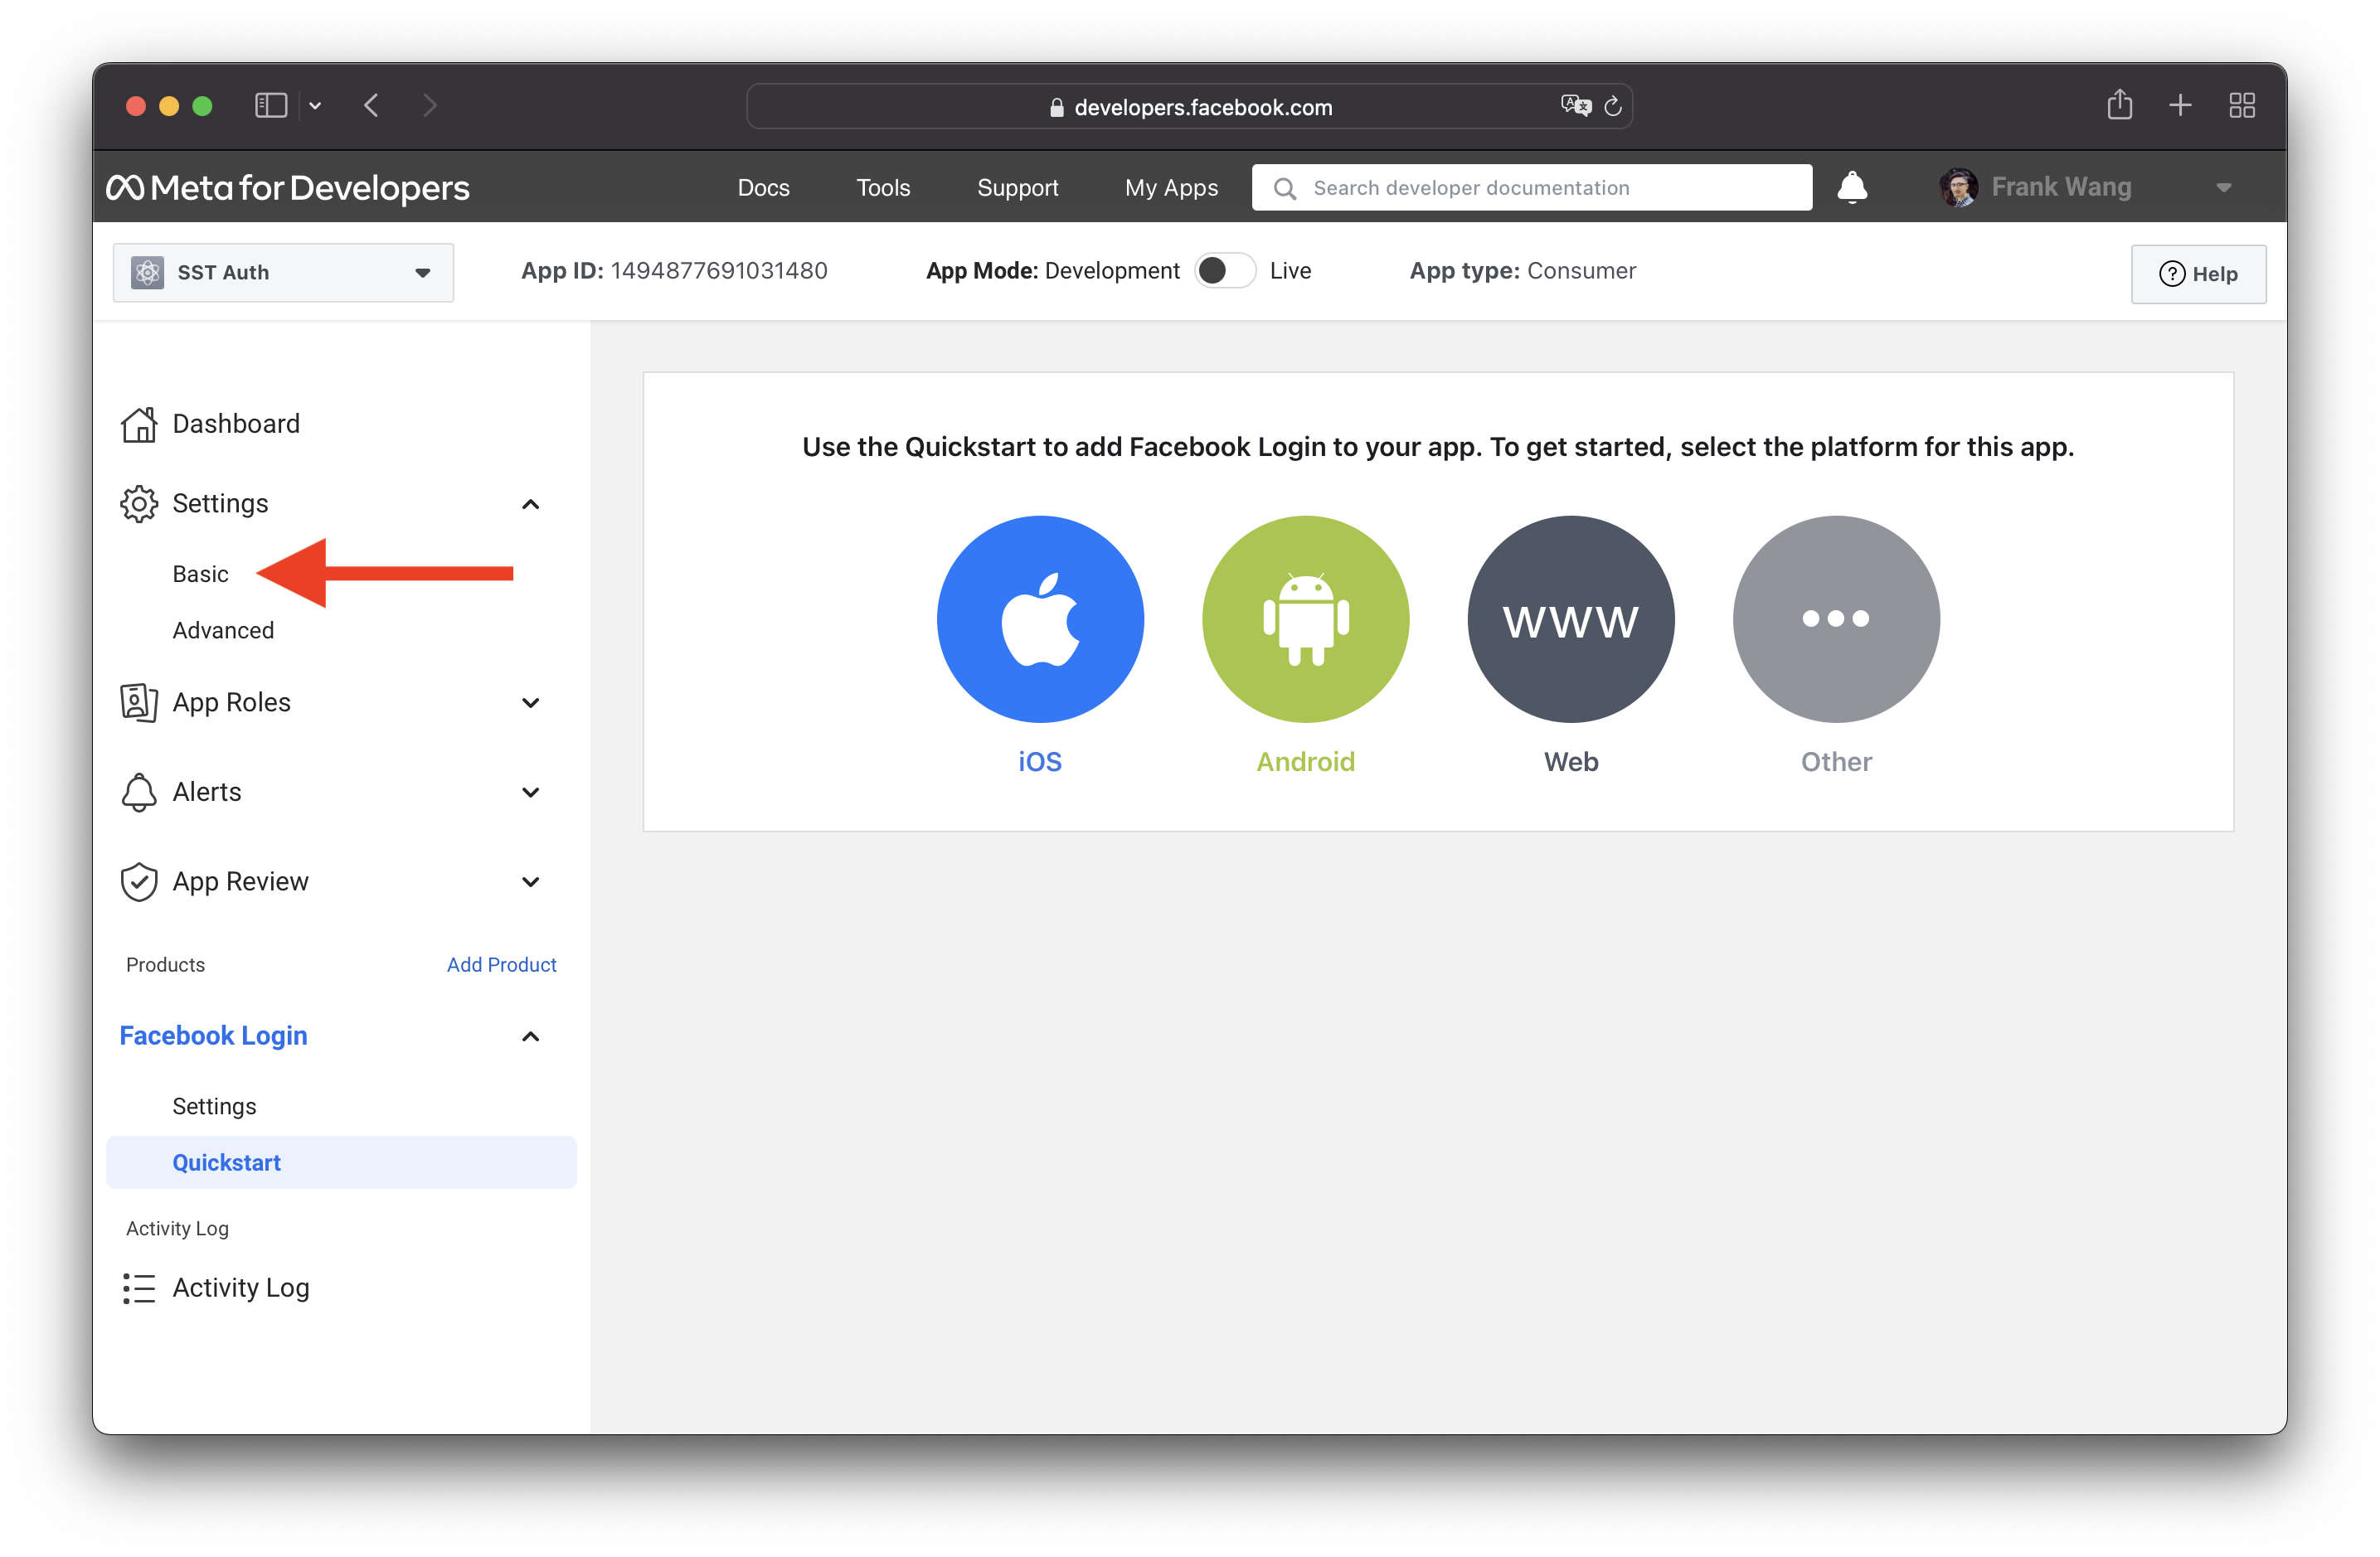 developers.facebook.com
Meta for Developers
Docs
Tools
Support
My Apps
Search developer documentation
Frank Wang
SST Auth
App ID: 1494877691031480
App Mode: Development
Live
App type: Consumer
? Help
Dashboard
Settings
Basic
Advanced
App Roles
Alerts
App Review
Products
Add Product
Facebook Login
Settings
Quickstart
Activity Log
Activity Log
Use the Quickstart to add Facebook Login to your app. To get started, select the platform for this app.
www
iOS
Android
Web
Other